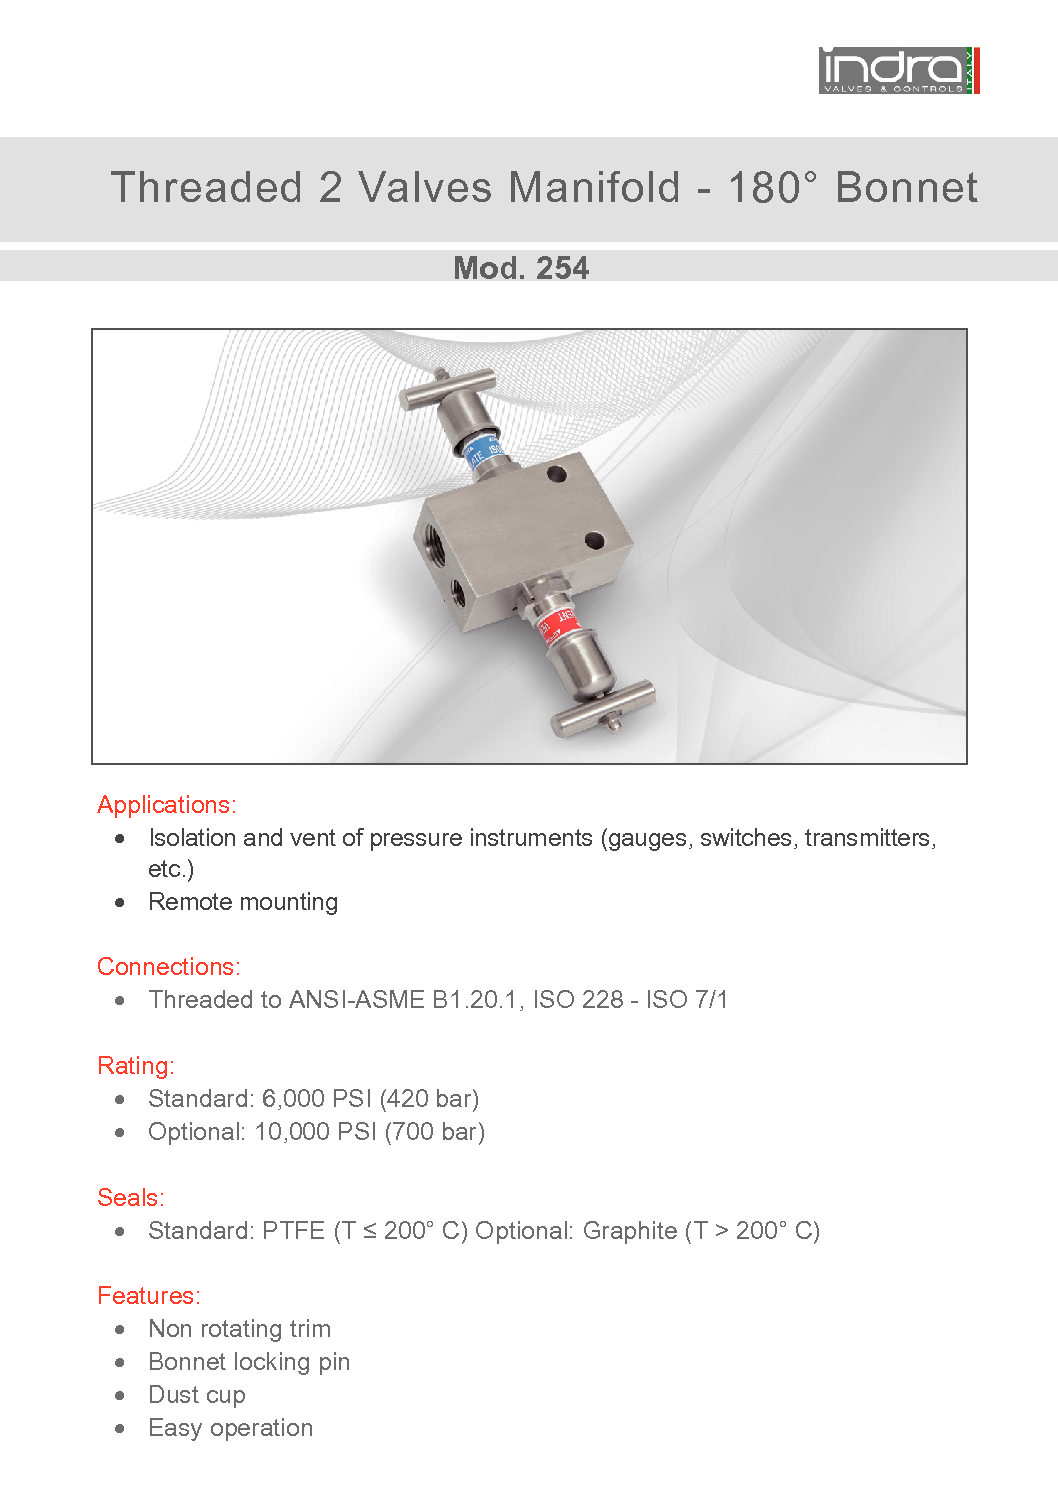 indra
VALVES & CONTROLS
ITALY
Threaded 2 Valves Manifold - 180° Bonnet
Mod. 254
Applications:
• Isolation and vent of pressure instruments (gauges, switches, transmitters,
etc.)
• Remote mounting
Connections:
• Threaded to ANSI-ASME B1.20.1, ISO 228 - ISO 7/1
Rating:
• Standard: 6,000 PSI (420 bar)
• Optional: 10,000 PSI (700 bar)
Seals:
• Standard: PTFE (T ≤ 200° C) Optional: Graphite (T > 200° C)
Features:
• Non rotating trim
• Bonnet locking pin
• Dust cup
• Easy operation